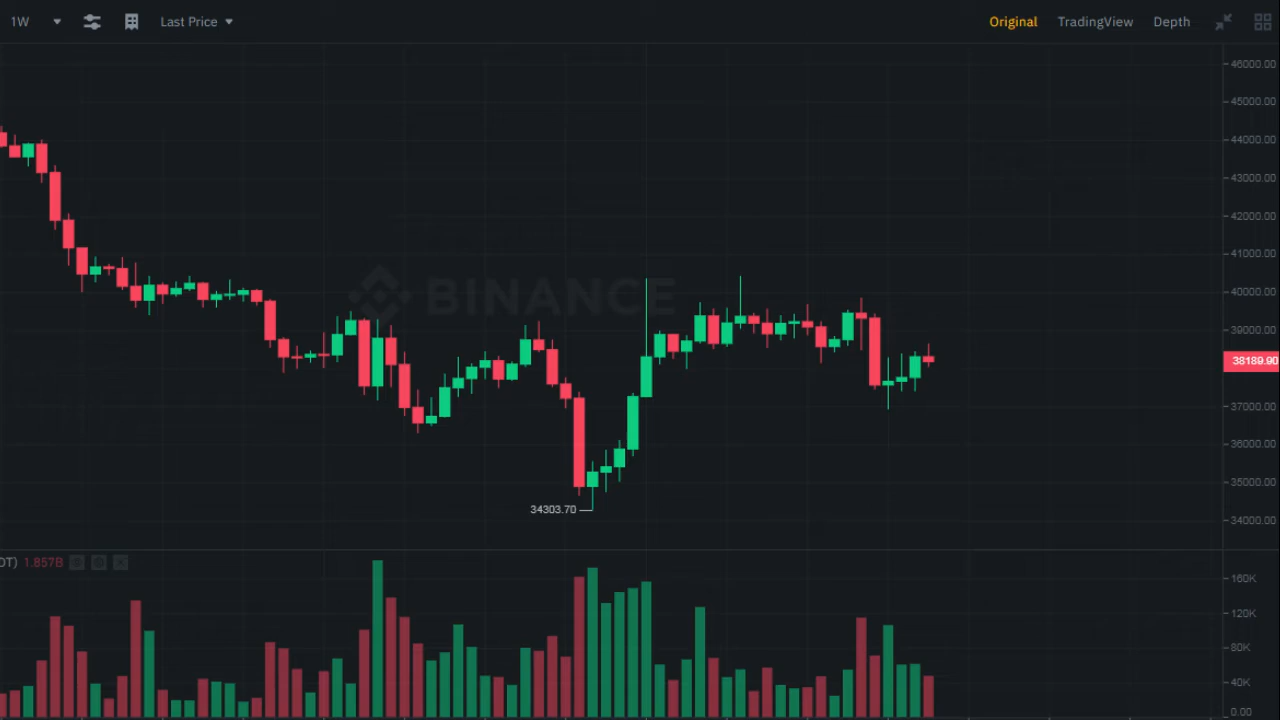 1W Last Price Original TradingView Depth
46000.00
45000.00
44000.00
43000.00
42000.00
41000.00
BINANCE
40000.00
39000.00
38189.90
37000.00
36000.00
35000.00
34303.70
34000.00
OT) 1.857B
160K
120K
80K
40K
0.00